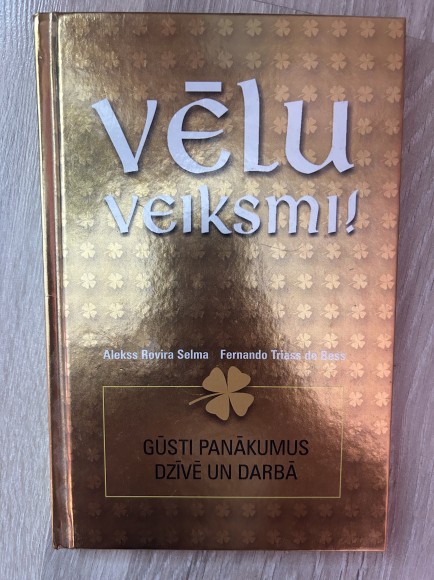 VĒLU
VEIKSMI!
Alekss Rovira Selma Fernando Triass de Bess
GŪSTI PANĀKUMUS
DZĪVĒ UN DARBĀ